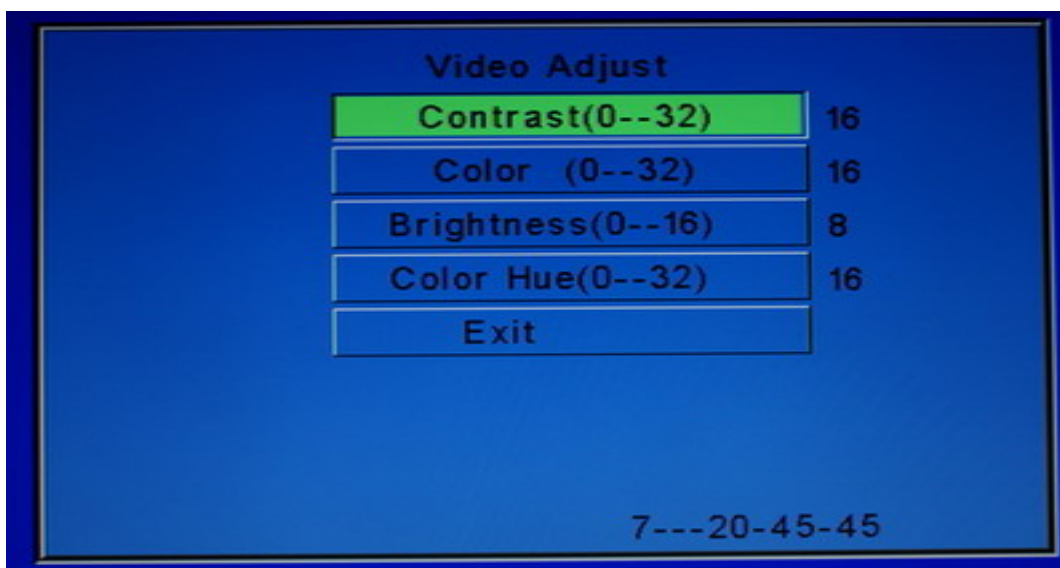 Video Adjust
Contrast(0--32) 16
Color (0--32) 16
Brightness(0--16) 8
Color Hue(0--32) 16
Exit
7---20-45-45